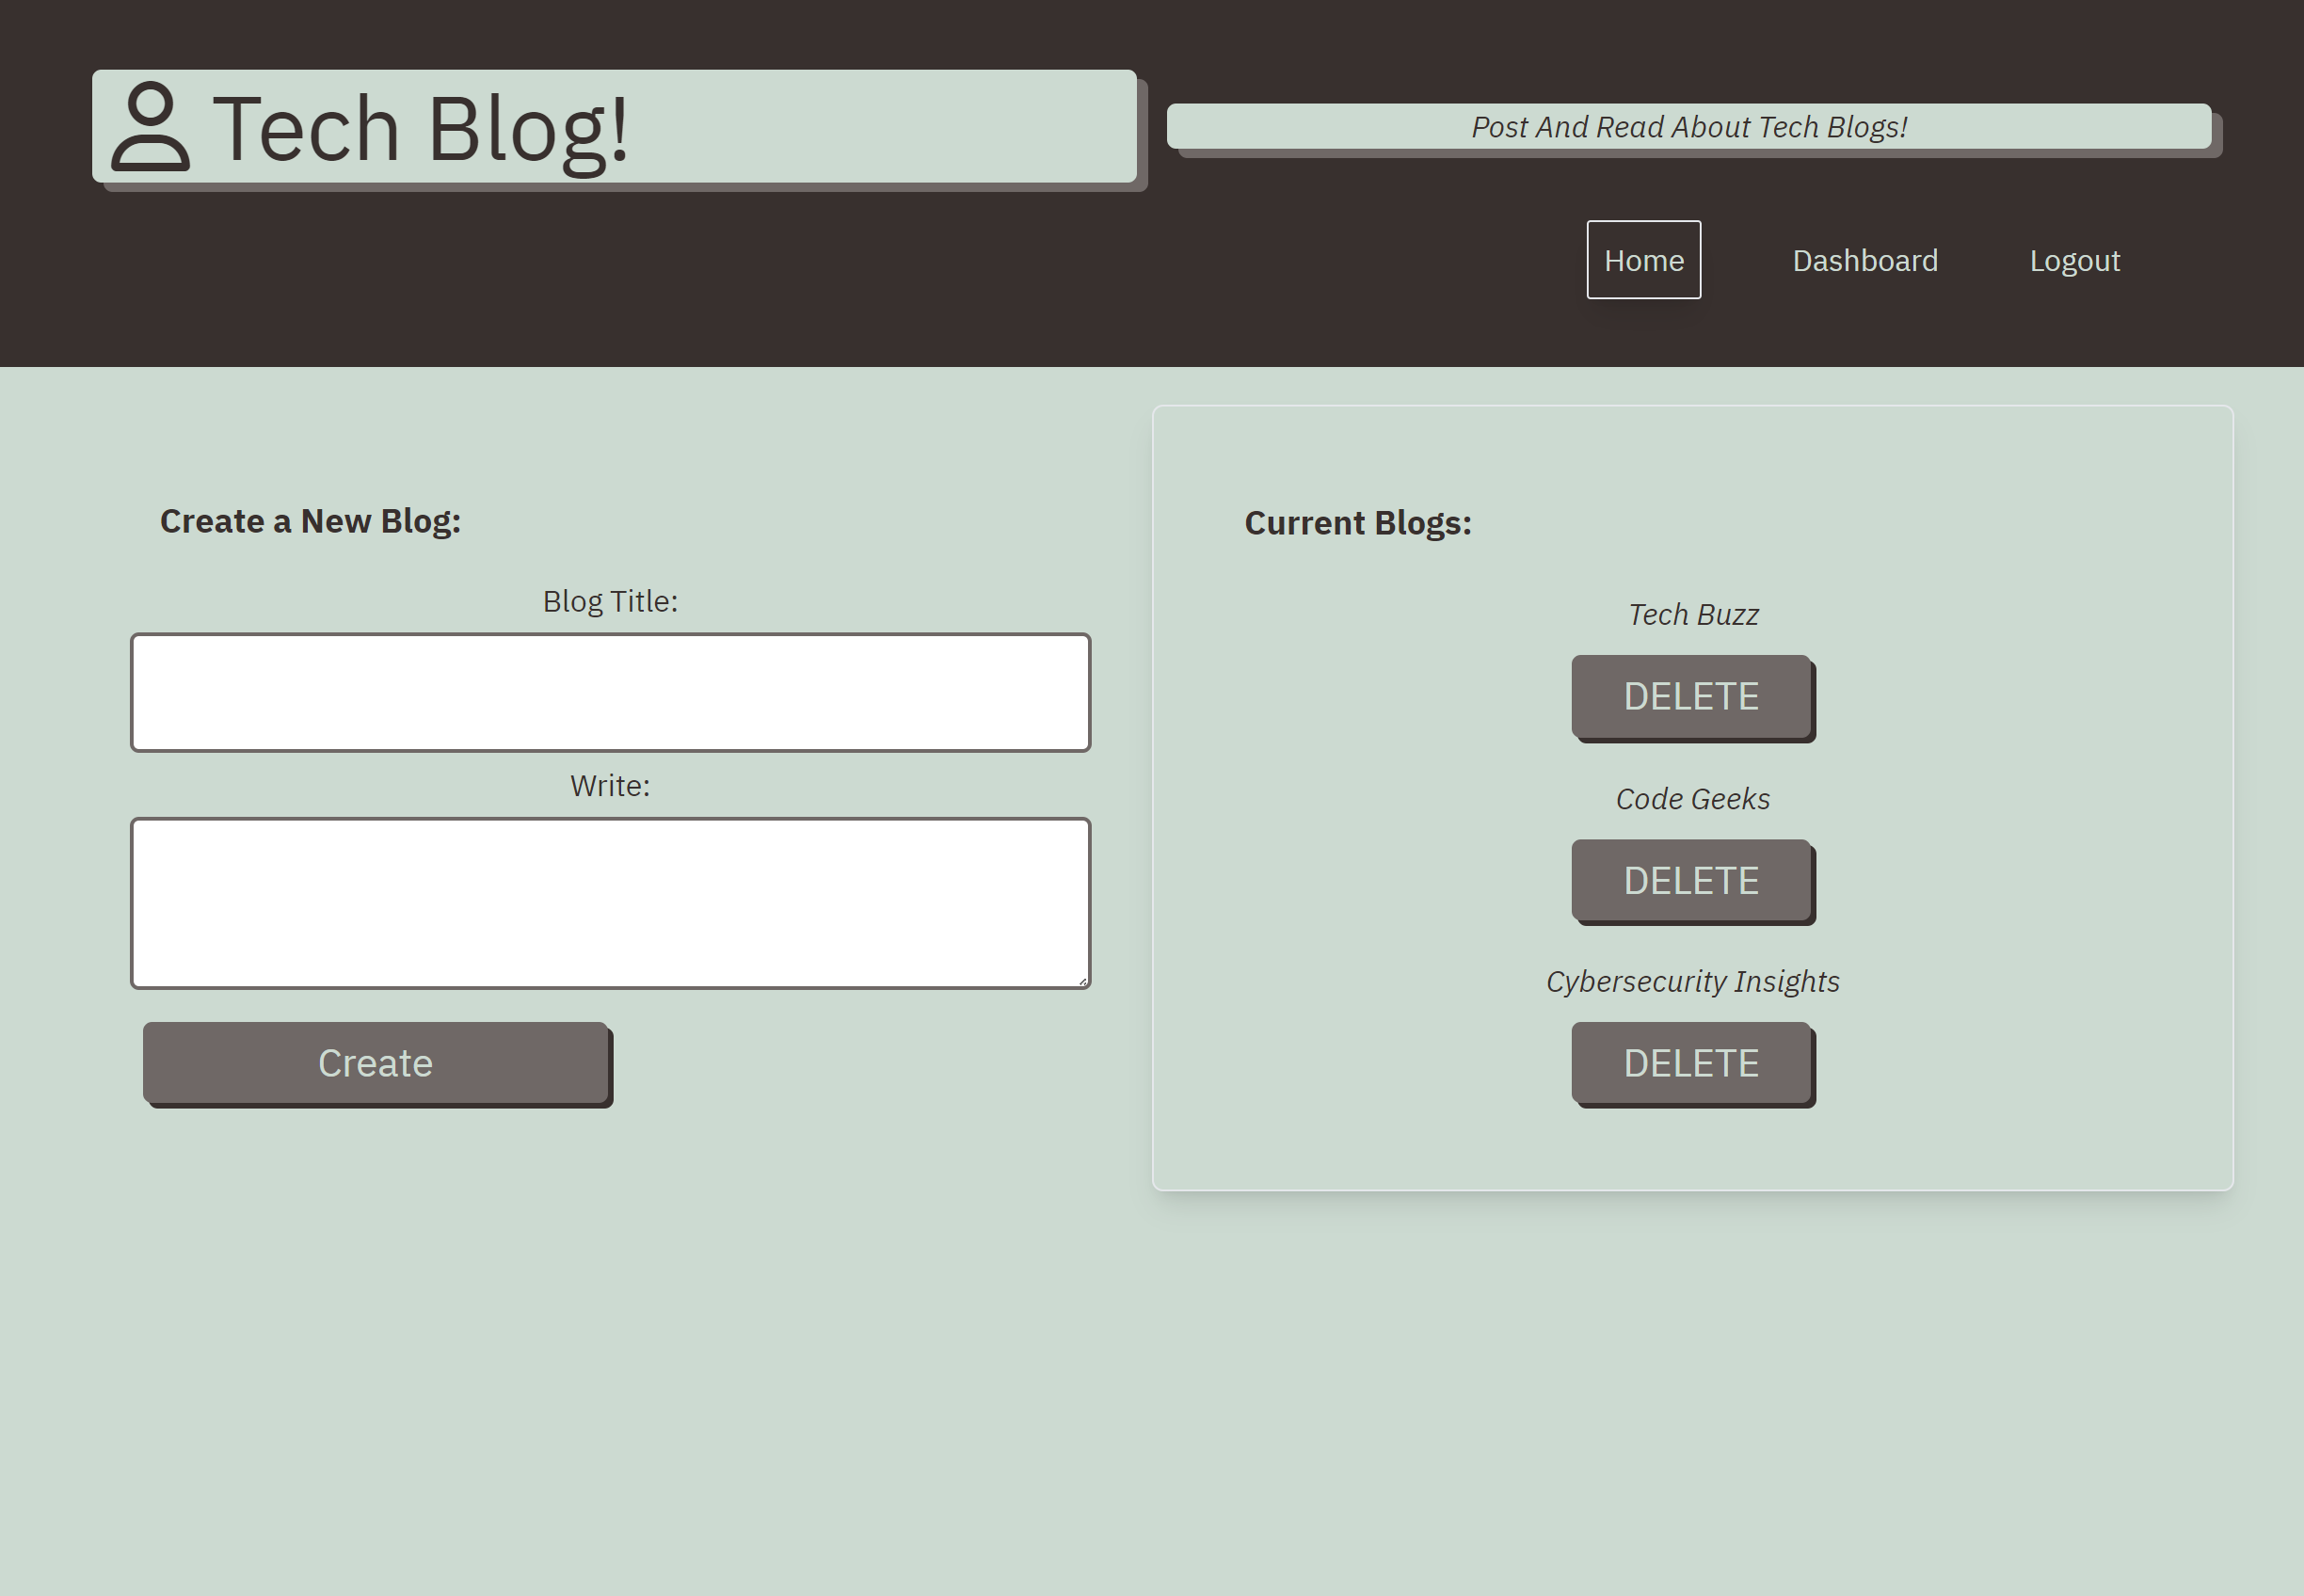 Tech Blog!
Post And Read About Tech Blogs!
Home
Dashboard
Logout
Create a New Blog:
Blog Title:
Write:
Create
Current Blogs:
Tech Buzz
DELETE
Code Geeks
DELETE
Cybersecurity Insights
DELETE